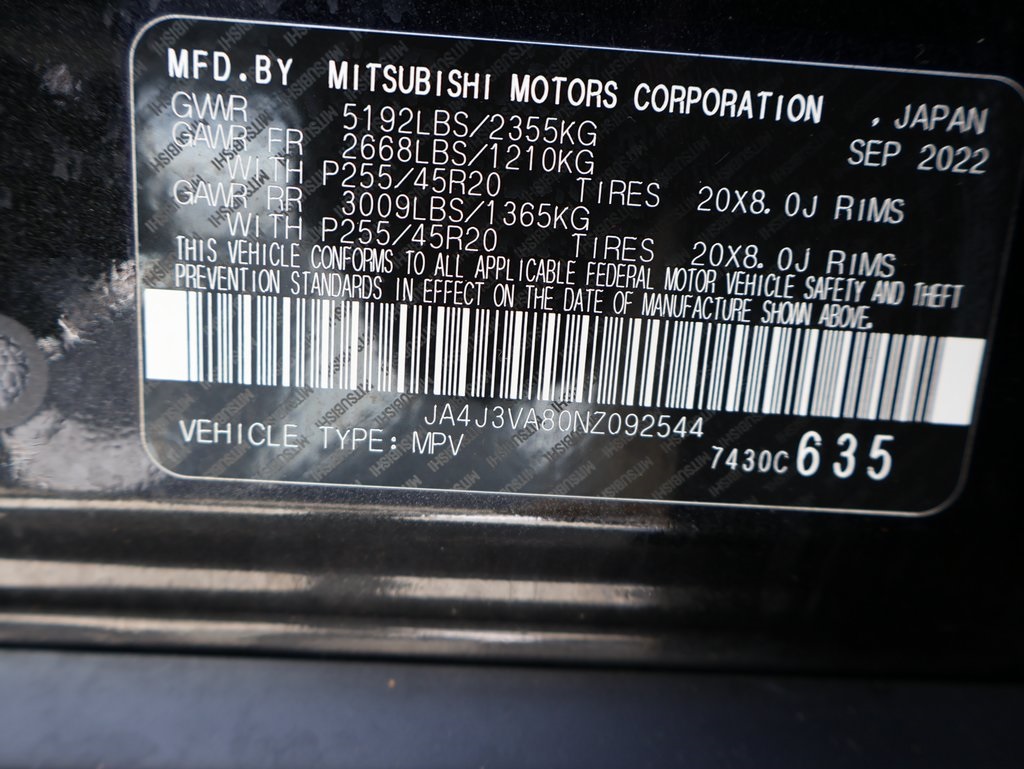 MFD.BY MITSUBISHI MOTORS CORPORATION , JAPAN
GVWR 5192LBS/2355KG SEP 2022
GAWR FR 2668LBS/1210KG
WITH P255/45R20 TIRES 20X8.0J RIMS
GAWR RR 3009LBS/1365KG
WITH P255/45R20 TIRES 20X8.0J RIMS
THIS VEHICLE CONFORMS TO ALL APPLICABLE FEDERAL MOTOR VEHICLE SAFETY AND THEFT
PREVENTION STANDARDS IN EFFECT ON THE DATE OF MANUFACTURE SHOWN ABOVE.
JA4J3VA80NZ092544
VEHICLE TYPE: MPV 7430C 635